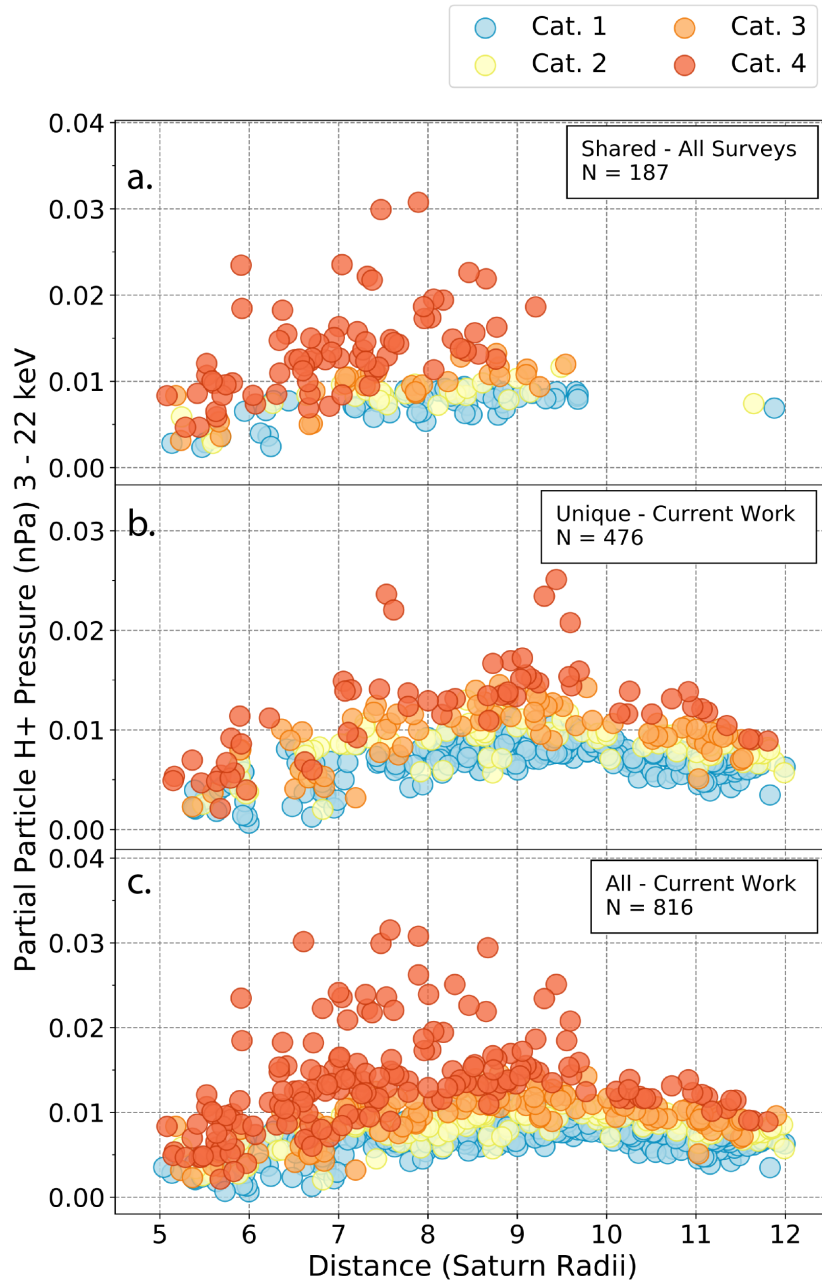 Cat. 1 Cat. 3
Cat. 2 Cat. 4
Partial Particle H+ Pressure (nPa) 3 - 22 keV
0.04
a.
Shared - All Surveys
N = 187
0.03
0.02
0.01
0.00
b.
Unique - Current Work
N = 476
0.03
0.02
0.01
0.00
0.04
c.
All - Current Work
N = 816
0.03
0.02
0.01
0.00
5 6 7 8 9 10 11 12
Distance (Saturn Radii)